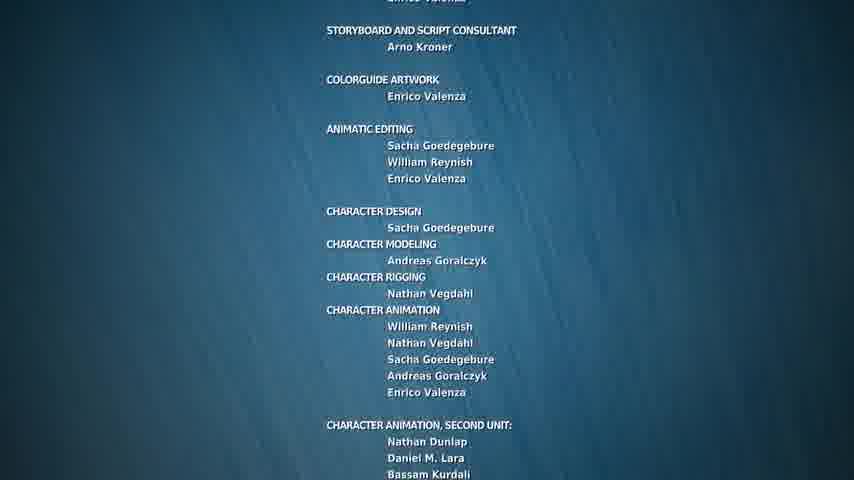 STORYBOARD AND SCRIPT CONSULTANT
Arno Kroner
COLORGUIDE ARTWORK
Enrico Valenza
ANIMATIC EDITING
Sacha Goedegebure
William Reynish
Enrico Valenza
CHARACTER DESIGN
Sacha Goedegebure
CHARACTER MODELING
Andreas Goralczyk
CHARACTER RIGGING
Nathan Vegdahl
CHARACTER ANIMATION
William Reynish
Nathan Vegdahl
Sacha Goedegebure
Andreas Goralczyk
Enrico Valenza
CHARACTER ANIMATION, SECOND UNIT:
Nathan Dunlap
Daniel M. Lara
Bassam Kurdali